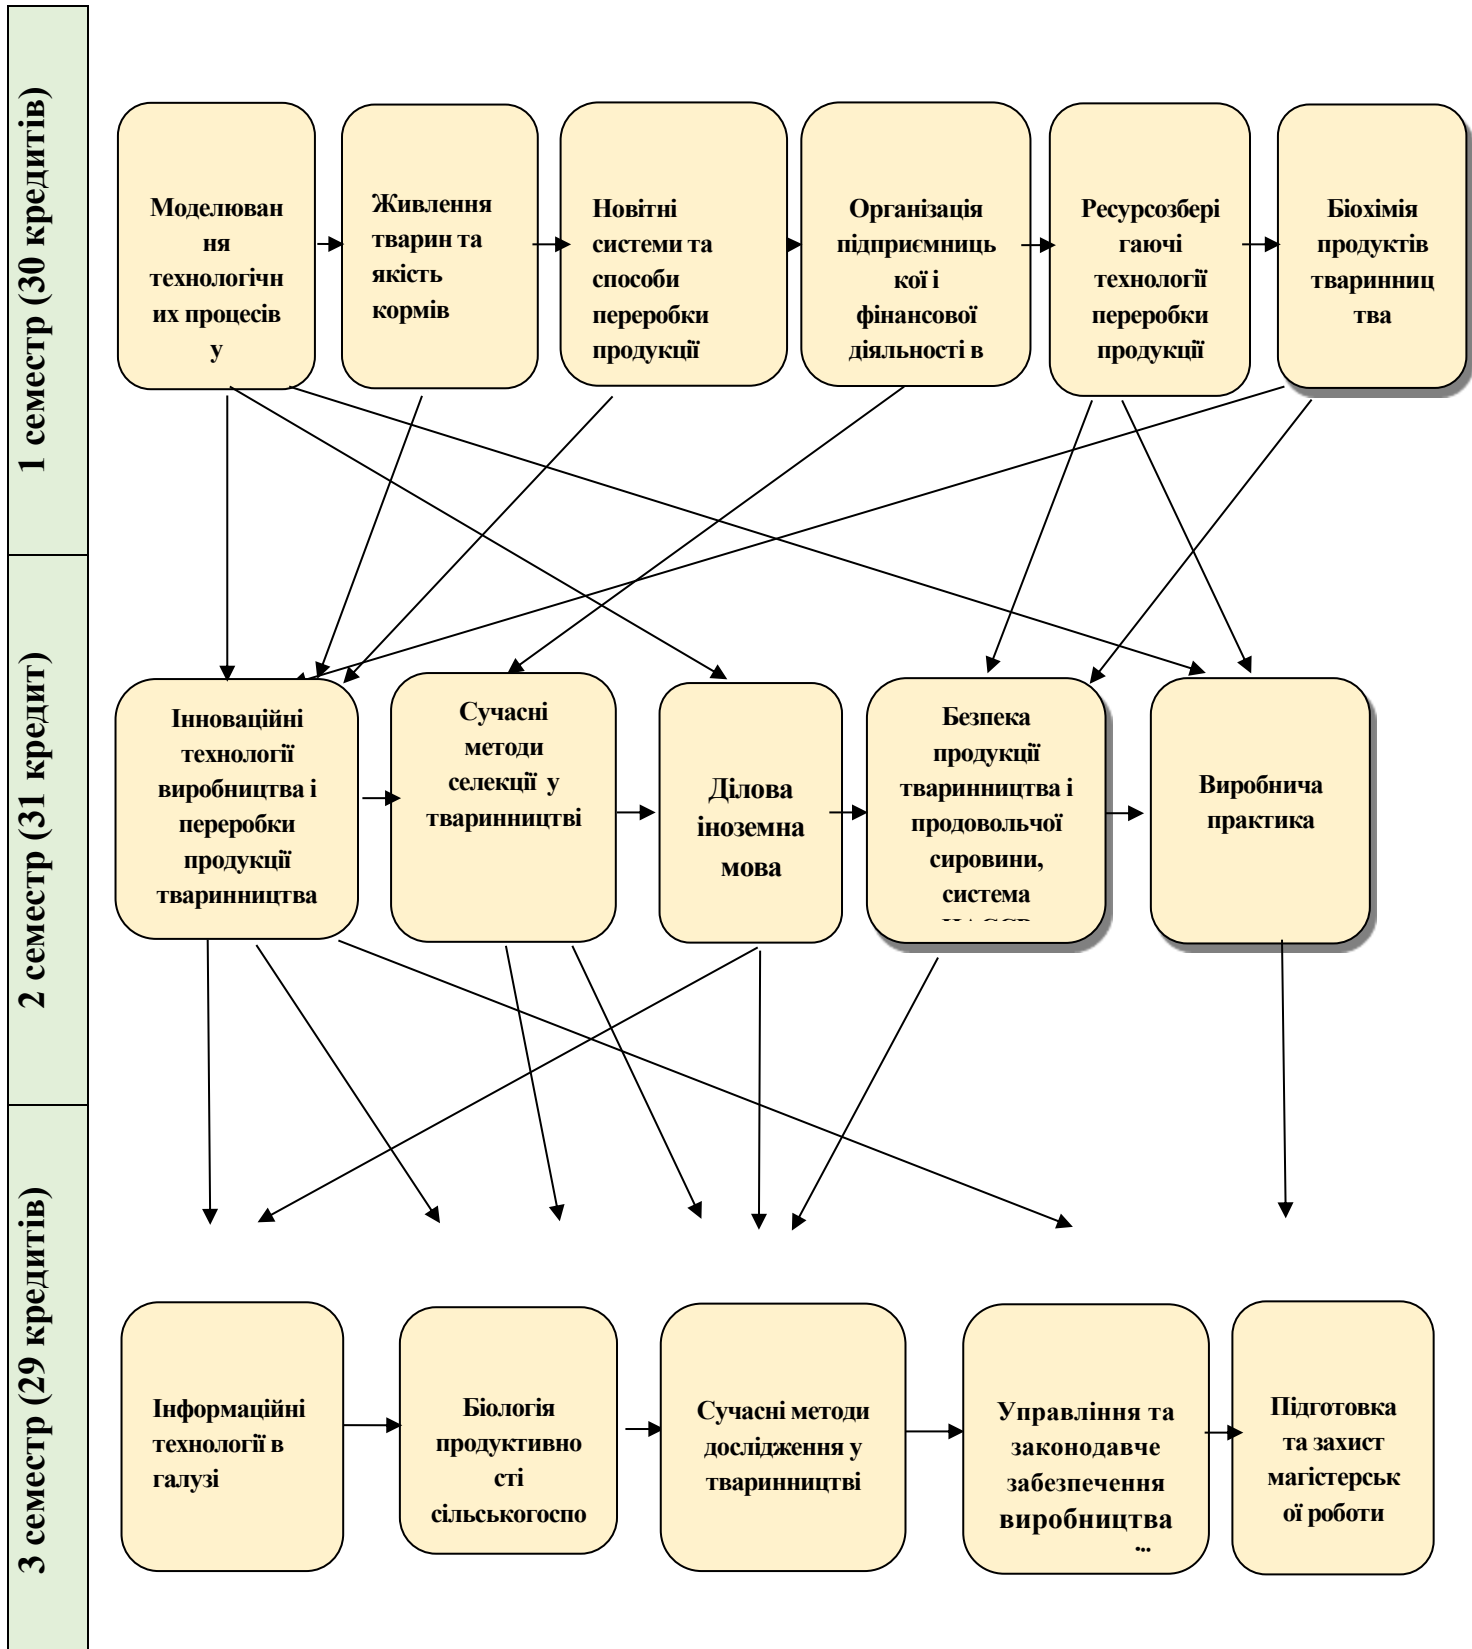 1 семестр (30 кредитів)
Моделюван
ня
технологічн
их процесів
у
Живлення
тварин та
якість
кормів
Новітні
системи та
способи
переробки
продукції
Організація
підприємниць
кої і
фінансової
діяльності в
Ресурсозбері
гаючі
технології
переробки
продукції
Біохімія
продуктів
тваринниц
тва
2 семестр (31 кредит)
Інноваційні
технології
виробництва і
переробки
продукції
тваринництва
Сучасні
методи
селекції у
тваринництві
Ділова
іноземна
мова
Безпека
продукції
тваринництва і
продовольчої
сировини,
система
Виробнича
практика
3 семестр (29 кредитів)
Інформаційні
технології в
галузі
Біологія
продуктивно
сті
сільськогоспо
Сучасні методи
дослідження у
тваринництві
Управління та
законодавче
забезпечення
виробництва
Підготовка
та захист
магістерськ
ої роботи